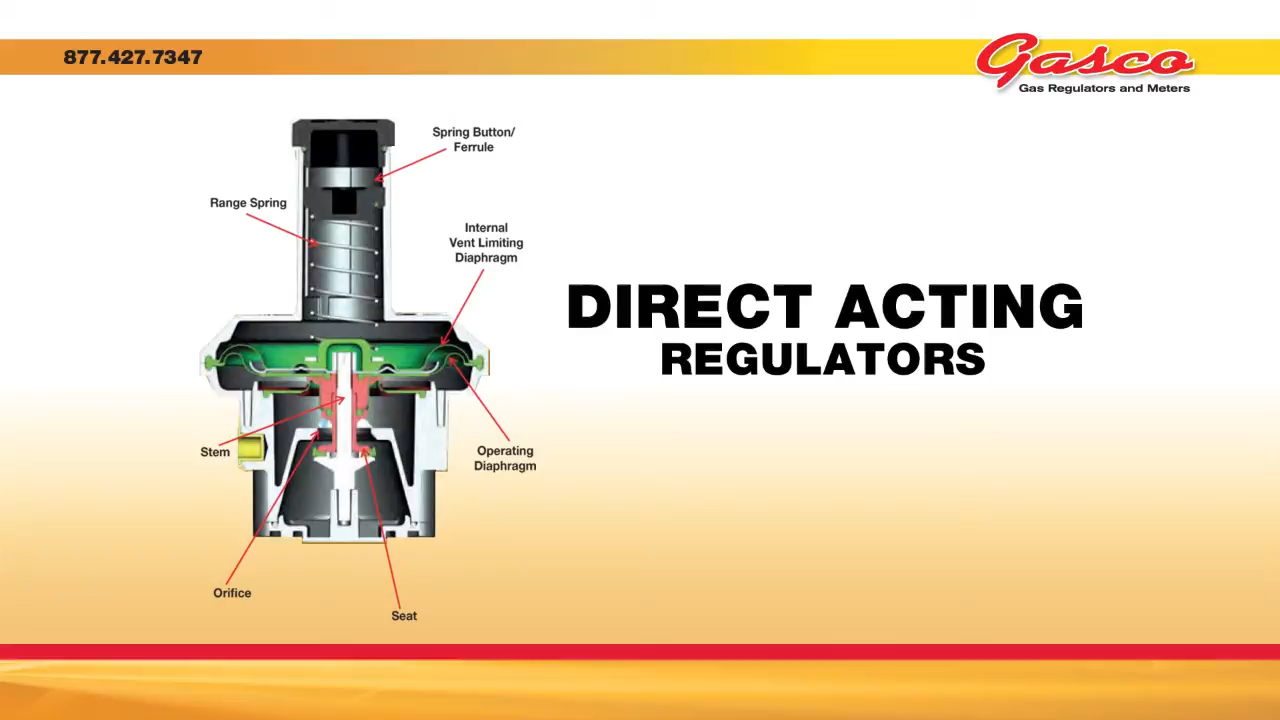 877.427.7347
Gasco
Gas Regulators and Meters
Spring Button/
Ferrule
Range Spring
Internal
Vent Limiting
Diaphragm
DIRECT ACTING
REGULATORS
Stem
Operating
Diaphragm
Orifice
Seat